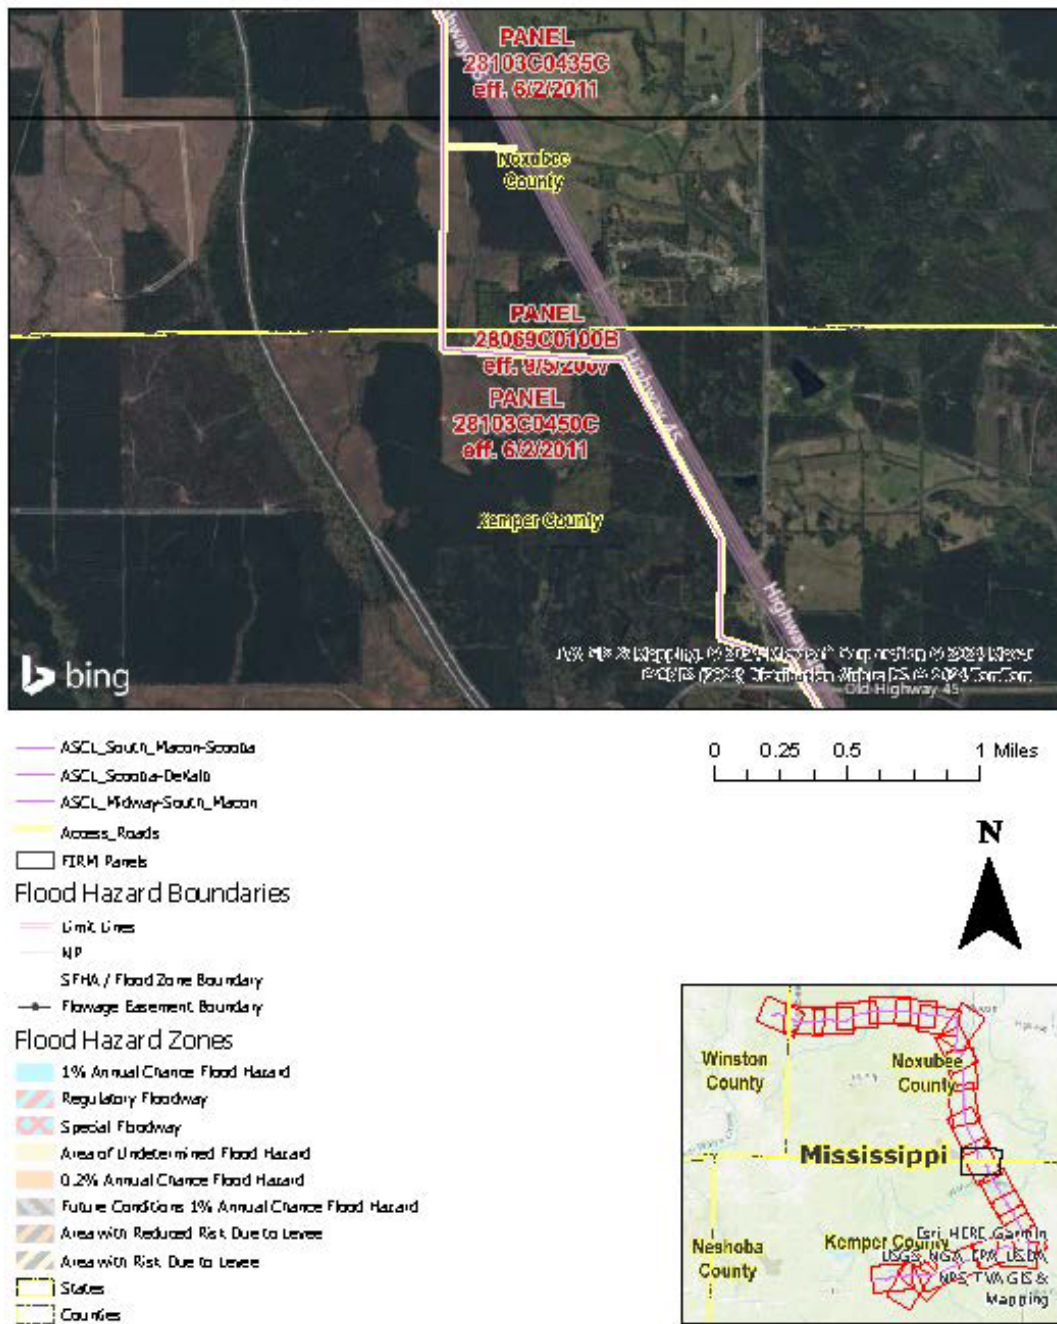 PANEL
28103C0435C
eff. 6/2/2011
Noxubee
County
PANEL
28069C0100B
eff. 9/5/2007
Highway 45
PANEL
28103C0450C
eff. 6/2/2011
Kemper County
bing
Old Highway 45
ASCL_South_Macon-Scooba
ASCL_Scooba-DeKalb
ASCL_Midway-South_Macon
Access_Roads
FIRM Panels
0 0.25 0.5 1 Miles
N
Flood Hazard Boundaries
Limit Lines
NP
SFHA / Flood Zone Boundary
Flowage Easement Boundary
Flood Hazard Zones
1% Annual Chance Flood Hazard
Regulatory Floodway
Special Floodway
Area of Undetermined Flood Hazard
0.2% Annual Chance Flood Hazard
Future Conditions 1% Annual Chance Flood Hazard
Area with Reduced Risk Due to Levee
Area with Risk Due to Levee
States
Counties
Winston
County
Noxubee
County
Mississippi
Neshoba
County
Kemper County
Esri, HERE, Garmin
USGS, NGA, EPA, USDA
NPS, TVA GIS &
Mapping